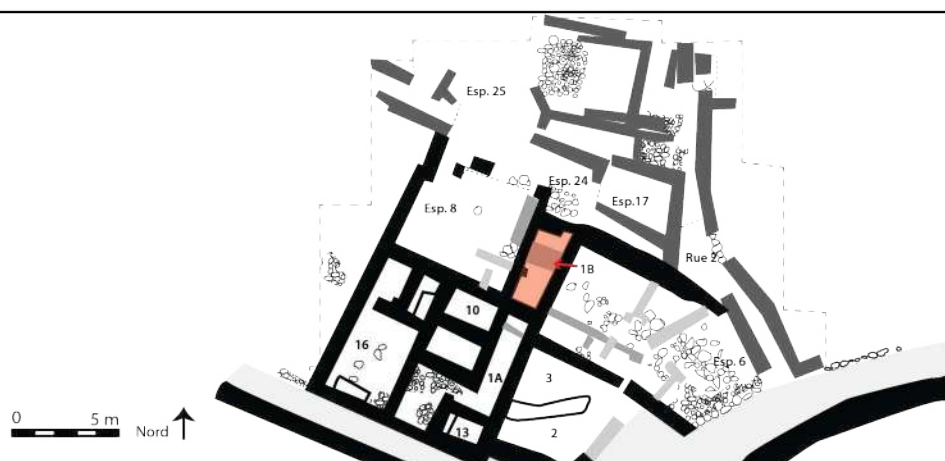 Esp. 25
Esp. 24
Esp.17
Esp. 8
Rue 2
1B
10
16
Esp. 6
1A
3
0 5 m
Nord
13
2